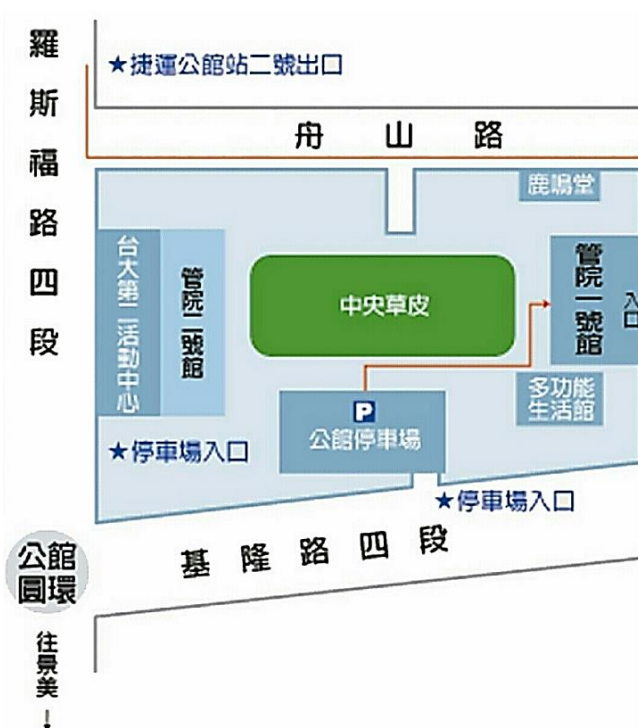 羅斯福路四段
★捷運公館站二號出口
舟山路
鹿鳴堂
台大第二活動中心
管院二號館
中央草皮
管院一號館
入口
P
公館停車場
多功能
生活館
★停車場入口
★停車場入口
基隆路四段
公館
圓環
往景美
↓